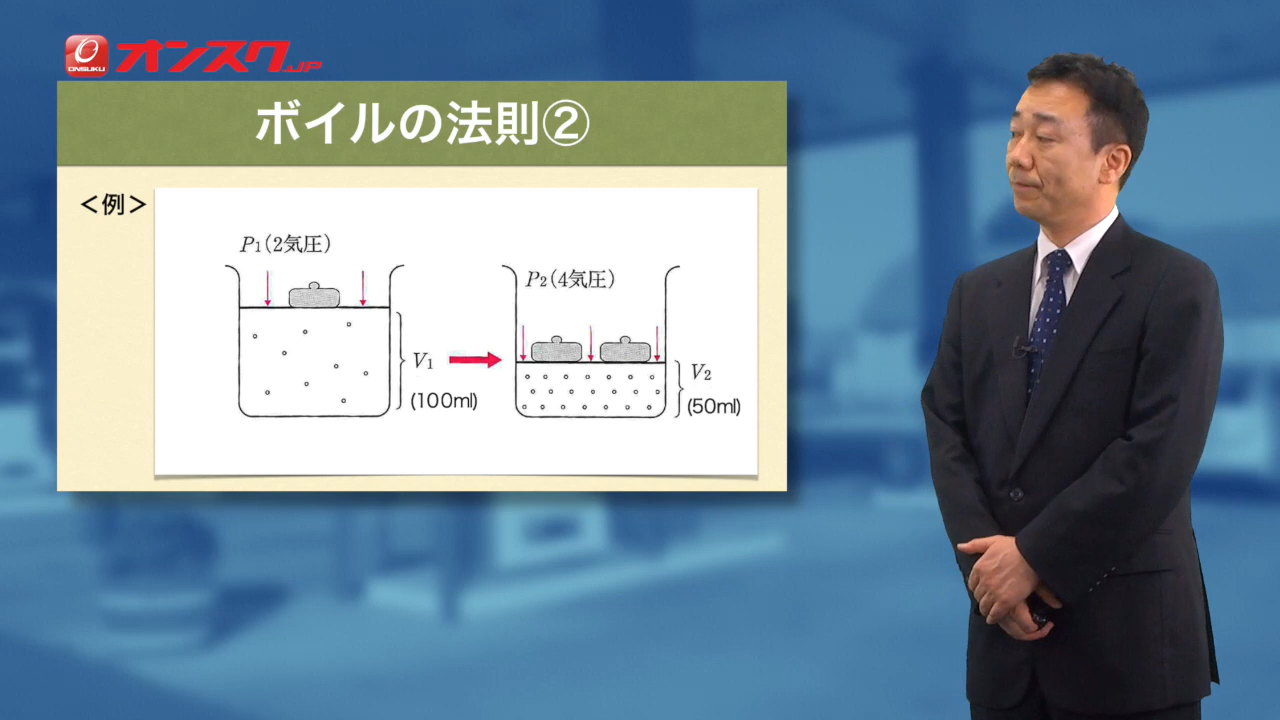 ONSUKU
オンスク.JP
ボイルの法則②
＜例＞
P1(2気圧)
P2(4気圧)
V1
(100ml)
V2
(50ml)